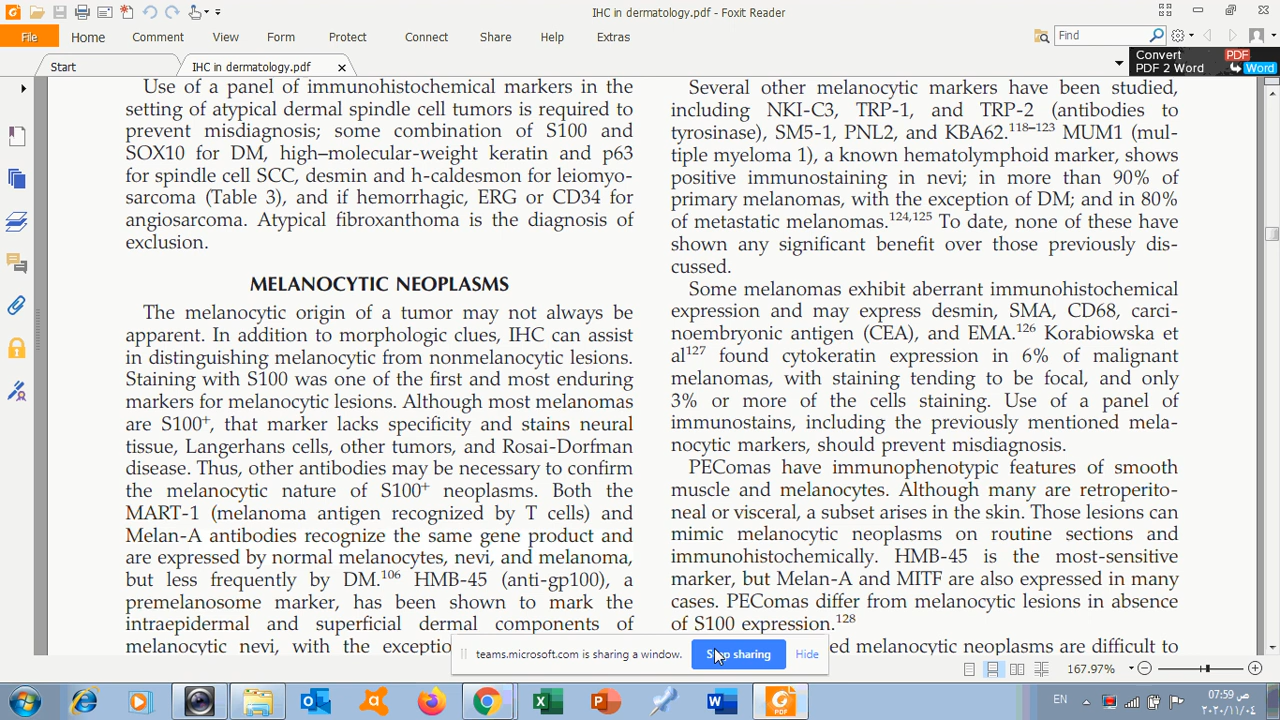 IHC in dermatology.pdf - Foxit Reader
File
Home
Comment
View
Form
Protect
Connect
Share
Help
Extras
Find
Start
IHC in dermatology.pdf
Convert PDF
PDF 2 Word Word
Use of a panel of immunohistochemical markers in the
setting of atypical dermal spindle cell tumors is required to
prevent misdiagnosis; some combination of S100 and
SOX10 for DM, high–molecular-weight keratin and p63
for spindle cell SCC, desmin and h-caldesmon for leiomyo-
sarcoma (Table 3), and if hemorrhagic, ERG or CD34 for
angiosarcoma. Atypical fibroxanthoma is the diagnosis of
exclusion.
MELANOCYTIC NEOPLASMS
The melanocytic origin of a tumor may not always be
apparent. In addition to morphologic clues, IHC can assist
in distinguishing melanocytic from nonmelanocytic lesions.
Staining with S100 was one of the first and most enduring
markers for melanocytic lesions. Although most melanomas
are S100⁺, that marker lacks specificity and stains neural
tissue, Langerhans cells, other tumors, and Rosai-Dorfman
disease. Thus, other antibodies may be necessary to confirm
the melanocytic nature of S100⁺ neoplasms. Both the
MART-1 (melanoma antigen recognized by T cells) and
Melan-A antibodies recognize the same gene product and
are expressed by normal melanocytes, nevi, and melanoma,
but less frequently by DM.¹⁰⁶ HMB-45 (anti-gp100), a
premelanosome marker, has been shown to mark the
intraepidermal and superficial dermal components of
melanocytic nevi, with the
Several other melanocytic markers have been studied,
including NKI-C3, TRP-1, and TRP-2 (antibodies to
tyrosinase), SM5-1, PNL2, and KBA62.¹¹⁸⁻¹²³ MUM1 (mul-
tiple myeloma 1), a known hematolymphoid marker, shows
positive immunostaining in nevi; in more than 90% of
primary melanomas, with the exception of DM; and in 80%
of metastatic melanomas.¹²⁴,¹²⁵ To date, none of these have
shown any significant benefit over those previously dis-
cussed.
Some melanomas exhibit aberrant immunohistochemical
expression and may express desmin, SMA, CD68, carci-
noembryonic antigen (CEA), and EMA.¹²⁶ Korabiowska et
al¹²⁷ found cytokeratin expression in 6% of malignant
melanomas, with staining tending to be focal, and only
3% or more of the cells staining. Use of a panel of
immunostains, including the previously mentioned mela-
nocytic markers, should prevent misdiagnosis.
PEComas have immunophenotypic features of smooth
muscle and melanocytes. Although many are retroperito-
neal or visceral, a subset arises in the skin. Those lesions can
mimic melanocytic neoplasms on routine sections and
immunohistochemically. HMB-45 is the most-sensitive
marker, but Melan-A and MITF are also expressed in many
cases. PEComas differ from melanocytic lesions in absence
of S100 expression.¹²⁸
melanocytic neoplasms are difficult to
teams.microsoft.com is sharing a window.
Stop sharing
Hide
167.97%
EN
07:59 ص
٢٠٢٠/١١/٠٤